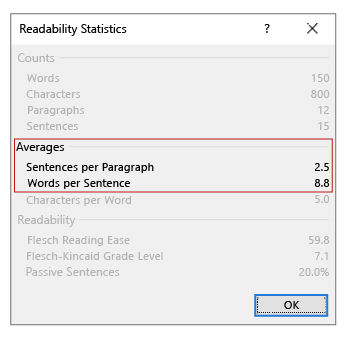 Readability Statistics ?
Counts
Words 150
Characters 800
Paragraphs 12
Sentences 15
Averages
Sentences per Paragraph 2.5
Words per Sentence 8.8
Characters per Word 5.0
Readability
Flesch Reading Ease 59.8
Flesch-Kincaid Grade Level 7.1
Passive Sentences 20.0%
OK